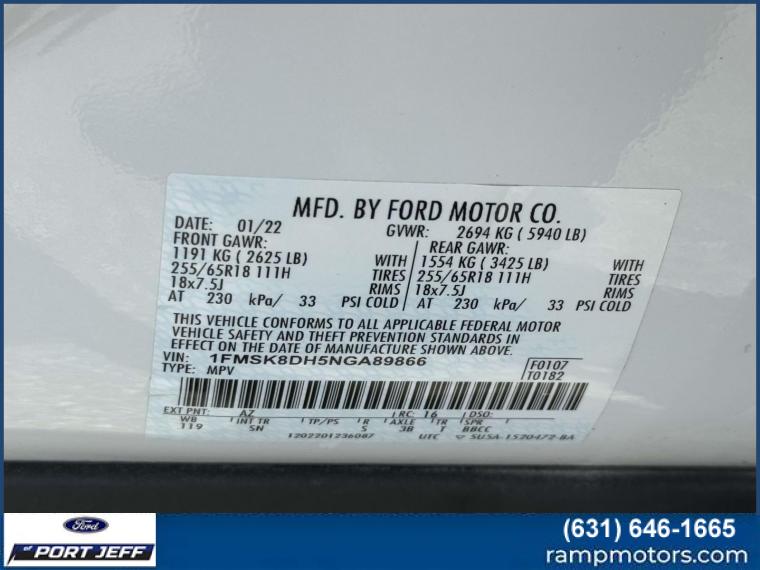 MFD. BY FORD MOTOR CO.
DATE: 01/22 GVWR: 2694 KG ( 5940 LB)
FRONT GAWR: REAR GAWR:
1191 KG ( 2625 LB) WITH 1554 KG ( 3425 LB) WITH
255/65R18 111H TIRES 255/65R18 111H TIRES
18x7.5J RIMS 18x7.5J RIMS
AT 230 kPa/ 33 PSI COLD AT 230 kPa/ 33 PSI COLD
THIS VEHICLE CONFORMS TO ALL APPLICABLE FEDERAL MOTOR
VEHICLE SAFETY AND THEFT PREVENTION STANDARDS IN
EFFECT ON THE DATE OF MANUFACTURE SHOWN ABOVE.
VIN: 1FMSK8DH5NGA89866 F0107
TYPE: MPV T0182
EXT PNT: AZ RC: 16 DSO:
WB INT TR TP/PS R AXLE TR SPR
119 SN S 3B T BBCC
1202201236087 UTC ▽ SU5A-1520472-BA
Ford
of PORT JEFF
(631) 646-1665
rampmotors.com